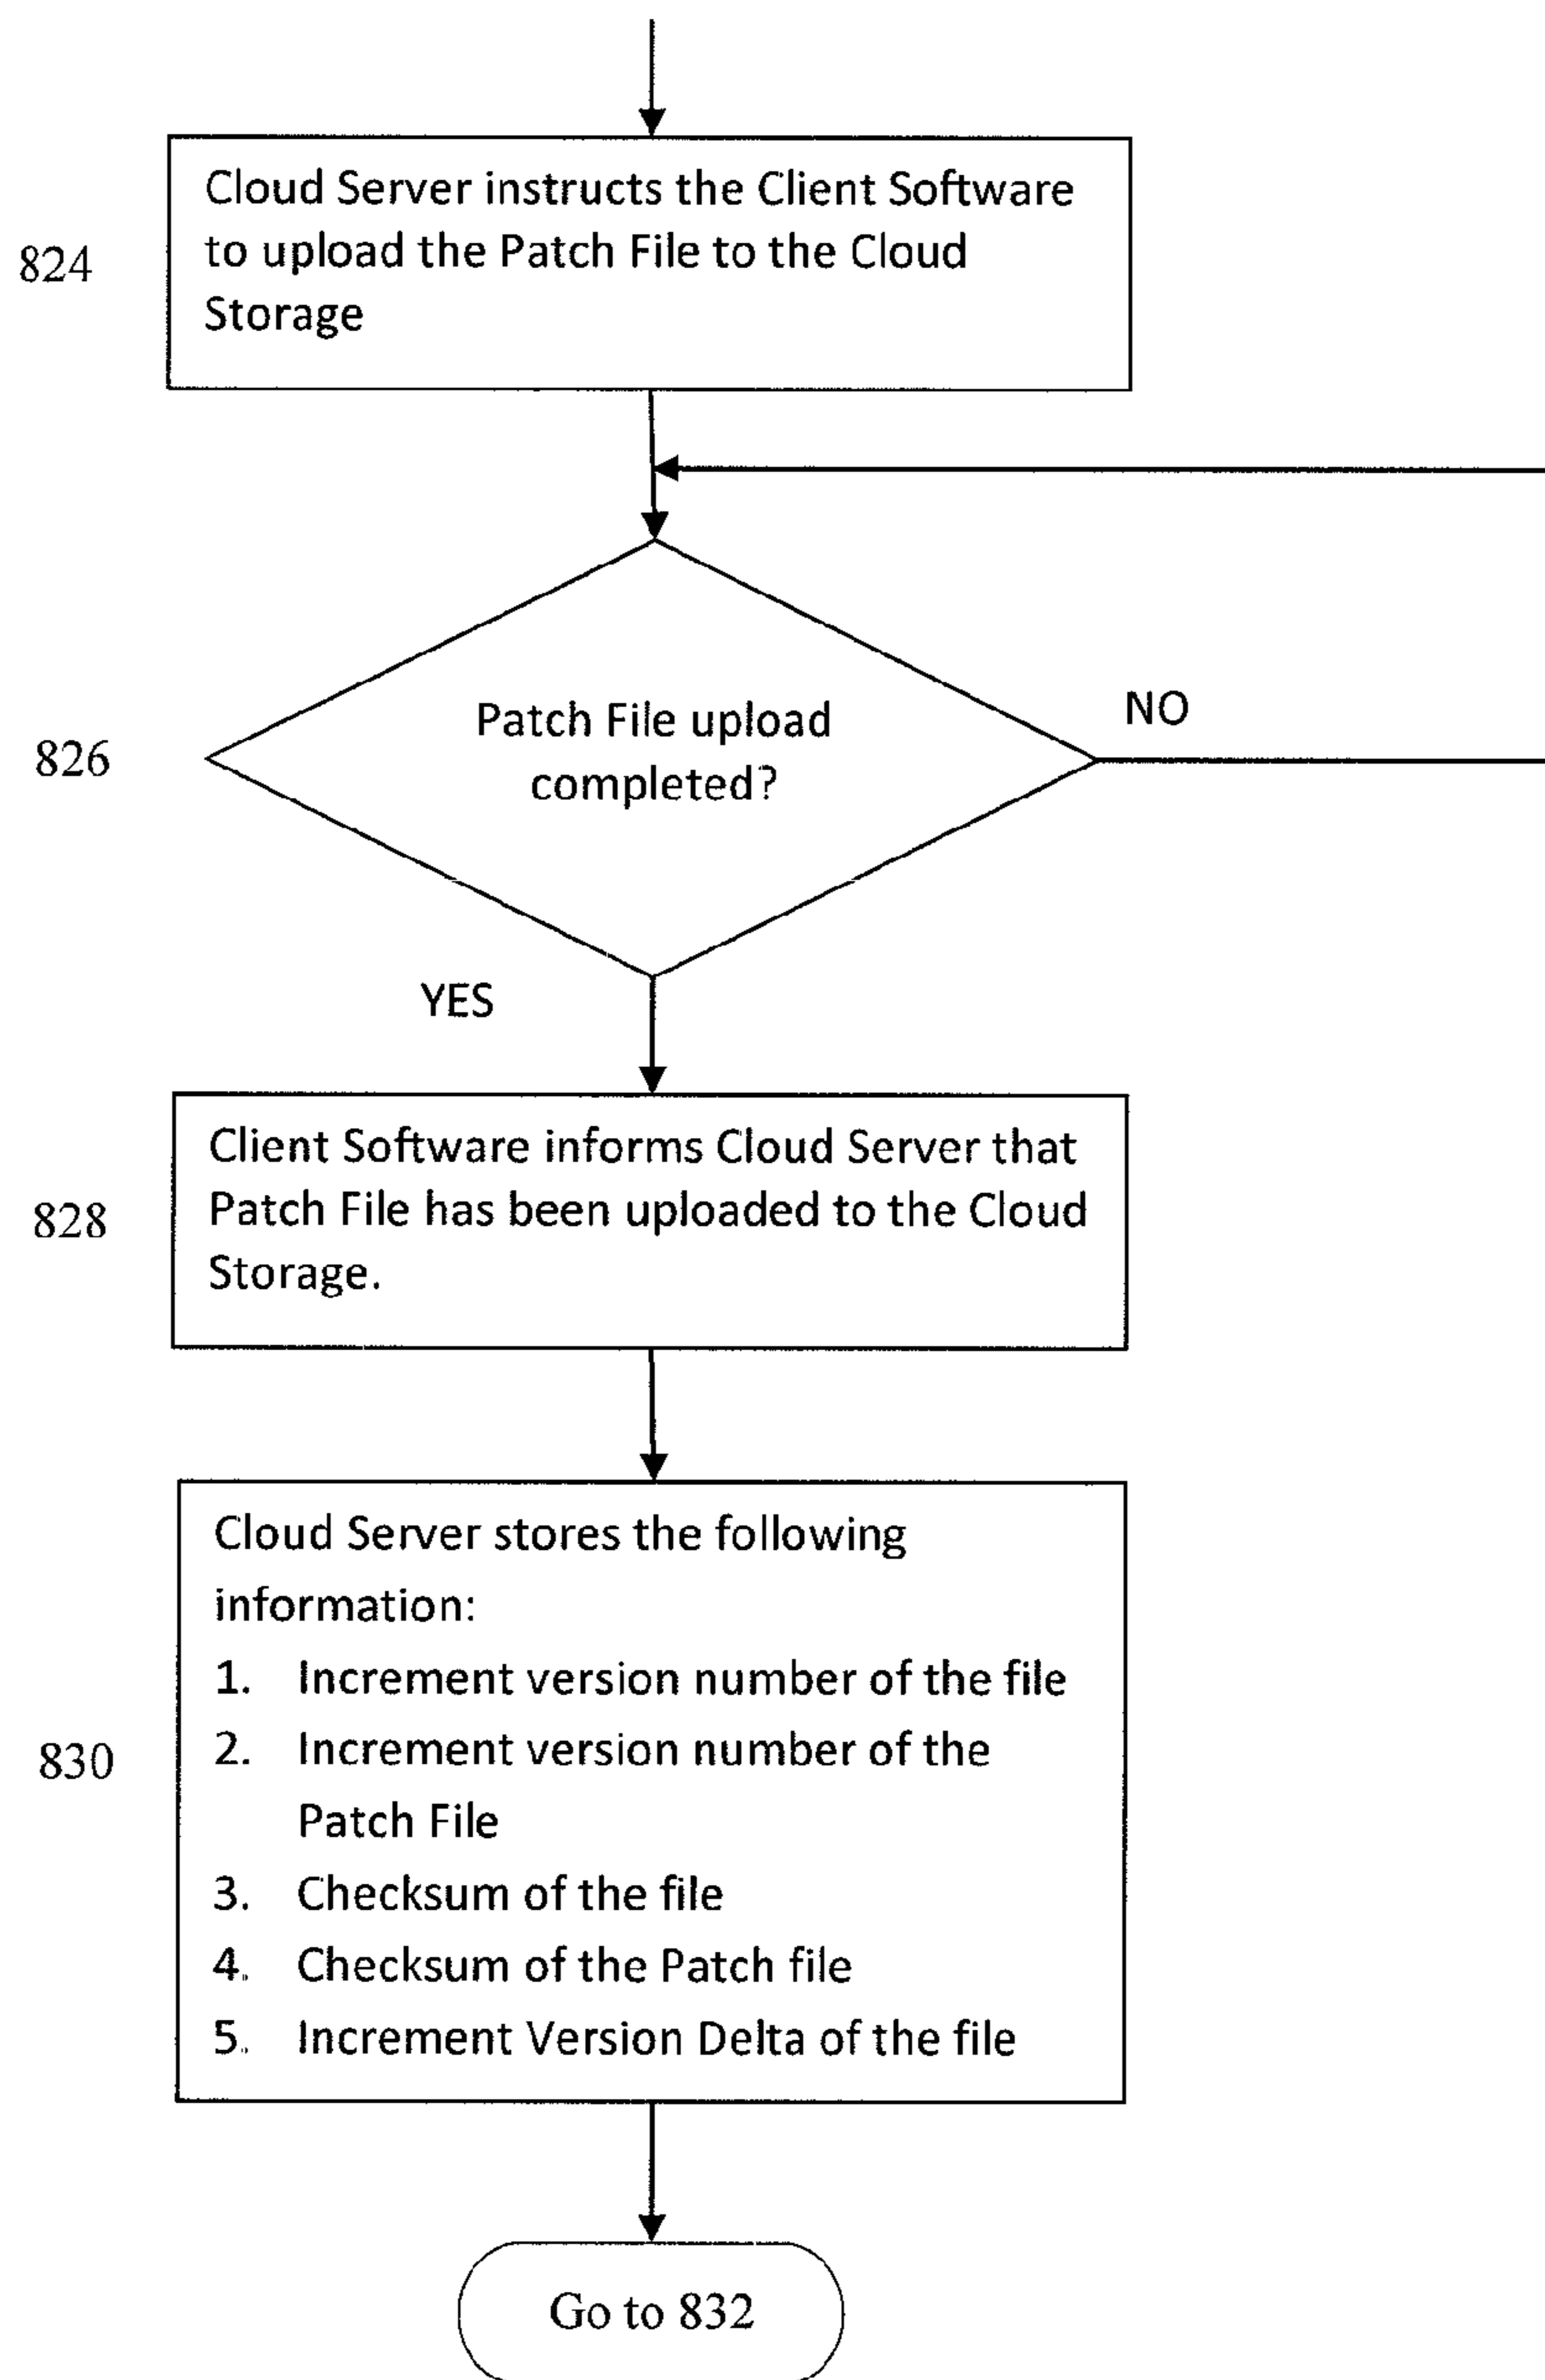 Cloud Server instructs the Client Software
to upload the Patch File to the Cloud
Storage
824
Patch File upload
completed?
NO
826
YES
Client Software informs Cloud Server that
Patch File has been uploaded to the Cloud
Storage.
828
Cloud Server stores the following
information:
1. Increment version number of the file
2. Increment version number of the
Patch File
3. Checksum of the file
4. Checksum of the Patch file
5. Increment Version Delta of the file
830
Go to 832